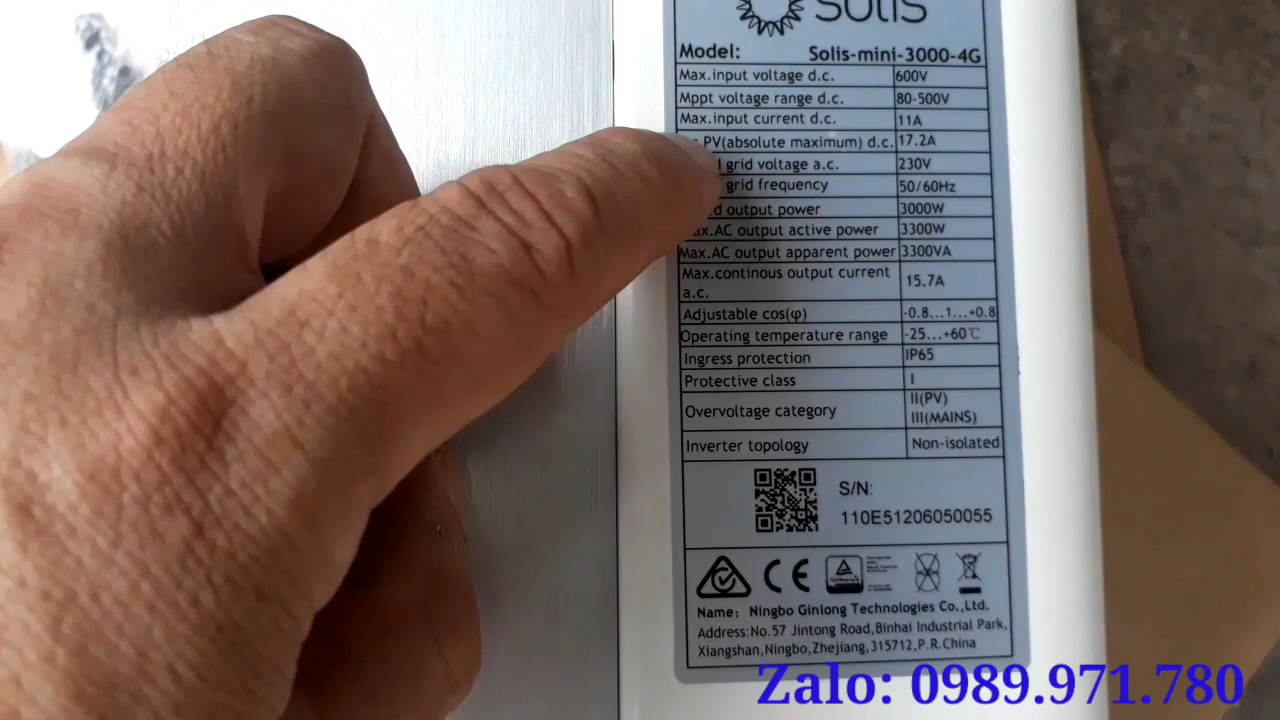 solis
Model: Solis-mini-3000-4G
Max.input voltage d.c. 600V
Mppt voltage range d.c. 80-500V
Max.input current d.c. 11A
PV(absolute maximum) d.c. 17.2A
grid voltage a.c. 230V
grid frequency 50/60Hz
output power 3000W
Max.AC output active power 3300W
Max.AC output apparent power 3300VA
Max.continous output current
a.c. 15.7A
Adjustable cos(φ) -0.8...1...+0.8
Operating temperature range -25...+60℃
Ingress protection IP65
Protective class I
Overvoltage category II(PV)
III(MAINS)
Inverter topology Non-isolated
S/N:
110E51206050055
CE
Name: Ningbo Ginlong Technologies Co.,Ltd.
Address:No.57 Jintong Road,Binhai Industrial Park,
Xiangshan,Ningbo,Zhejiang,315712,P.R.China
Zalo: 0989.971.780